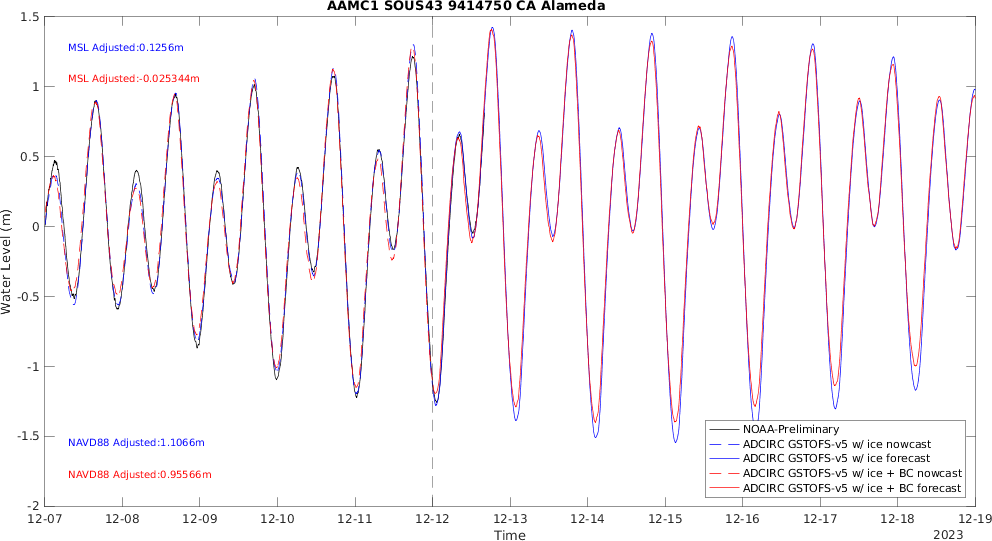 AAMC1 SOUS43 9414750 CA Alameda
1.5
MSL Adjusted:0.1256m
MSL Adjusted:-0.025344m
1
0.5
0
-0.5
-1
-1.5
-2
Water Level (m)
NAVD88 Adjusted:1.1066m
NAVD88 Adjusted:0.95566m
NOAA-Preliminary
ADCIRC GSTOFS-v5 w/ ice nowcast
ADCIRC GSTOFS-v5 w/ ice forecast
ADCIRC GSTOFS-v5 w/ ice + BC nowcast
ADCIRC GSTOFS-v5 w/ ice + BC forecast
12-07 12-08 12-09 12-10 12-11 12-12 12-13 12-14 12-15 12-16 12-17 12-18 12-19
Time
2023